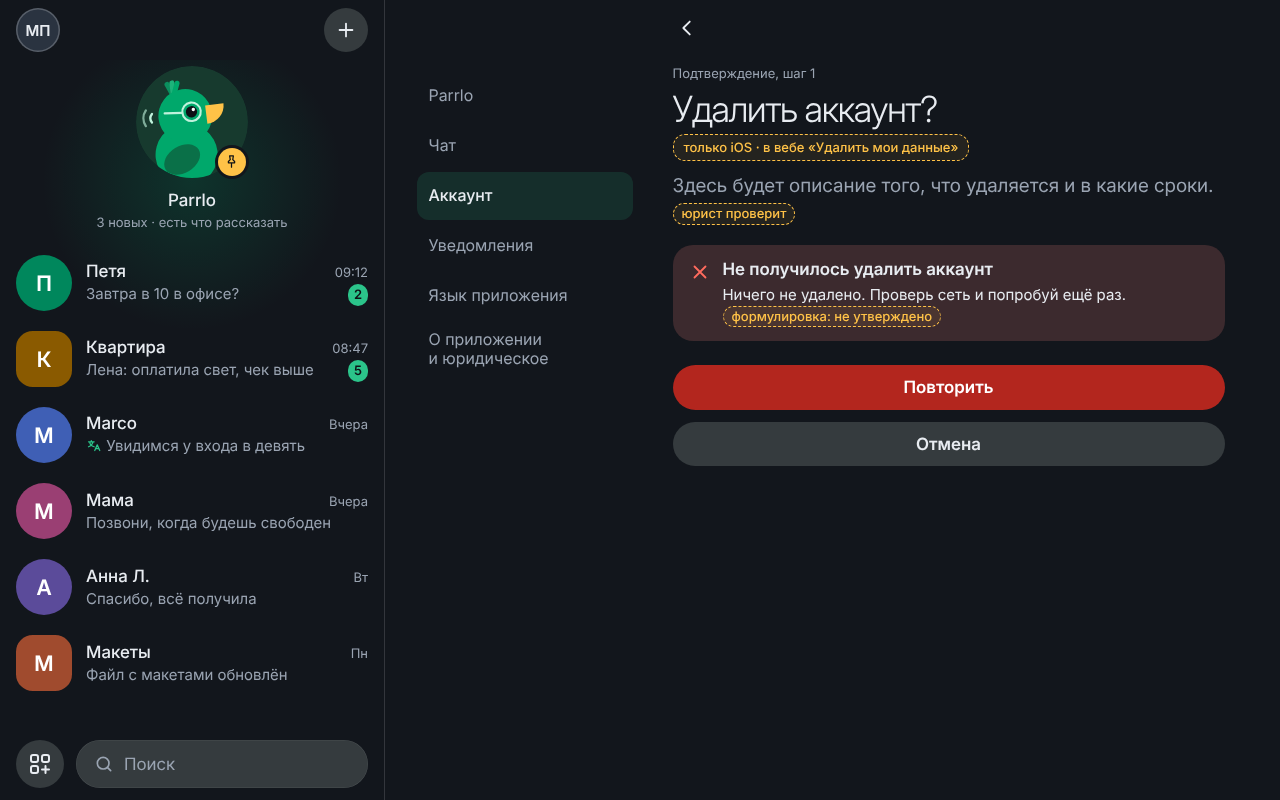 МП
Parrlo
3 новых · есть что рассказать
П
Петя
09:12
Завтра в 10 в офисе?
2
К
Квартира
08:47
Лена: оплатила свет, чек выше
5
M
Marco
Вчера
Увидимся у входа в девять
М
Мама
Вчера
Позвони, когда будешь свободен
А
Анна Л.
Вт
Спасибо, всё получила
М
Макеты
Пн
Файл с макетами обновлён
Поиск
Parrlo
Чат
Аккаунт
Уведомления
Язык приложения
О приложении
и юридическое
Подтверждение, шаг 1
Удалить аккаунт?
только iOS · в вебе «Удалить мои данные»
Здесь будет описание того, что удаляется и в какие сроки.
юрист проверит
Не получилось удалить аккаунт
Ничего не удалено. Проверь сеть и попробуй ещё раз.
формулировка: не утверждено
Повторить
Отмена